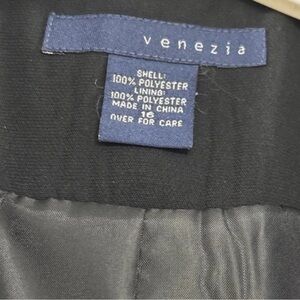 venezia
SHELL:
100% POLYESTER
LINING:
100% POLYESTER
MADE IN CHINA
16
OVER FOR CARE